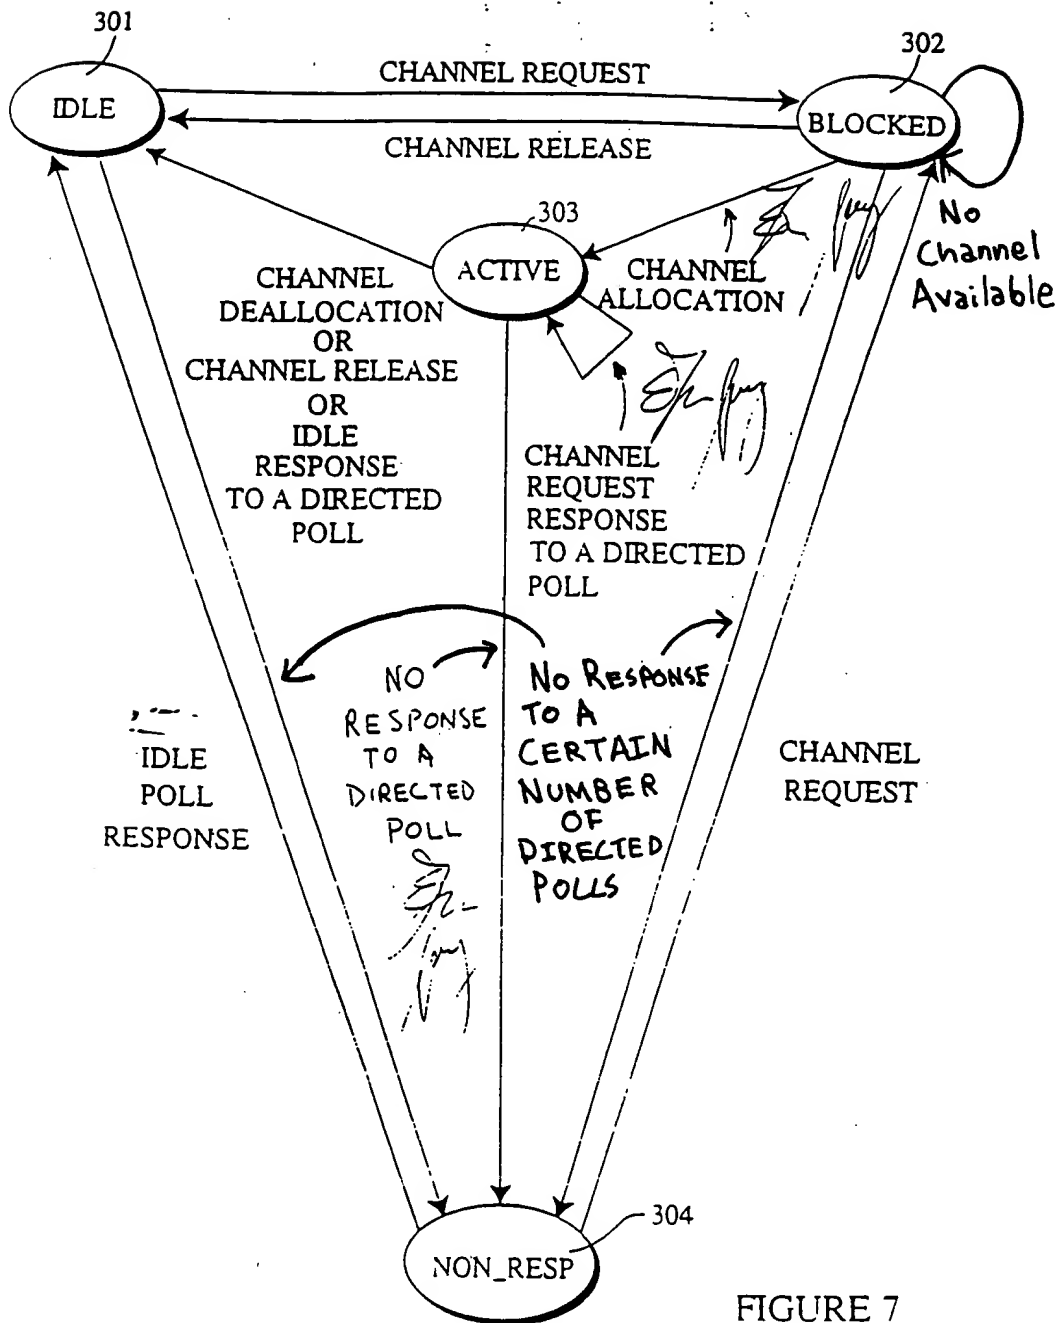 301
302
IDLE
CHANNEL REQUEST
BLOCKED
CHANNEL RELEASE
303
ACTIVE
No
Channel
Available
CHANNEL
ALLOCATION
CHANNEL
DEALLOCATION
OR
CHANNEL RELEASE
OR
IDLE
RESPONSE
TO A DIRECTED
POLL
CHANNEL
REQUEST
RESPONSE
TO A DIRECTED
POLL
NO
RESPONSE
TO A
DIRECTED
POLL
No RESPONSE
TO A
CERTAIN
NUMBER
OF
DIRECTED
POLLS
IDLE
POLL
RESPONSE
CHANNEL
REQUEST
304
NON_RESP
FIGURE 7